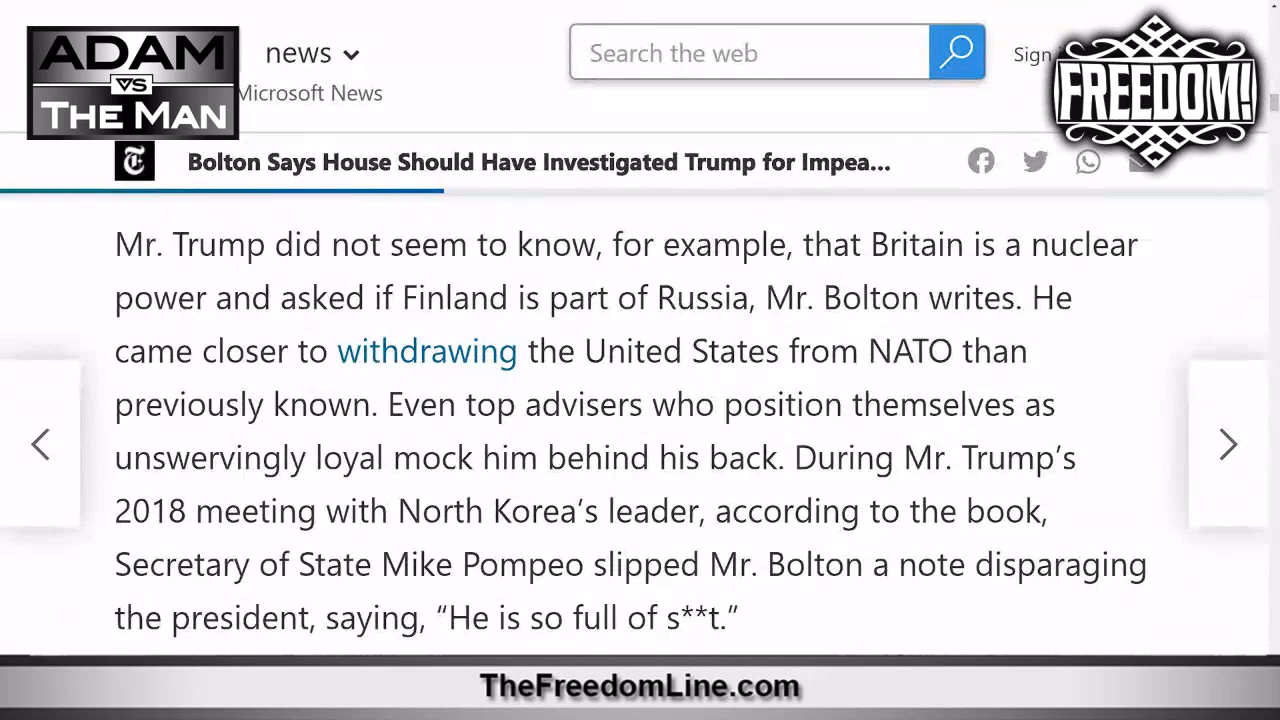 ADAM
VS
THE MAN
news
Microsoft News
Search the web
Sign
FREEDOM!
Bolton Says House Should Have Investigated Trump for Impea...
Mr. Trump did not seem to know, for example, that Britain is a nuclear
power and asked if Finland is part of Russia, Mr. Bolton writes. He
came closer to withdrawing the United States from NATO than
previously known. Even top advisers who position themselves as
unswervingly loyal mock him behind his back. During Mr. Trump’s
2018 meeting with North Korea’s leader, according to the book,
Secretary of State Mike Pompeo slipped Mr. Bolton a note disparaging
the president, saying, “He is so full of s**t.”
TheFreedomLine.com